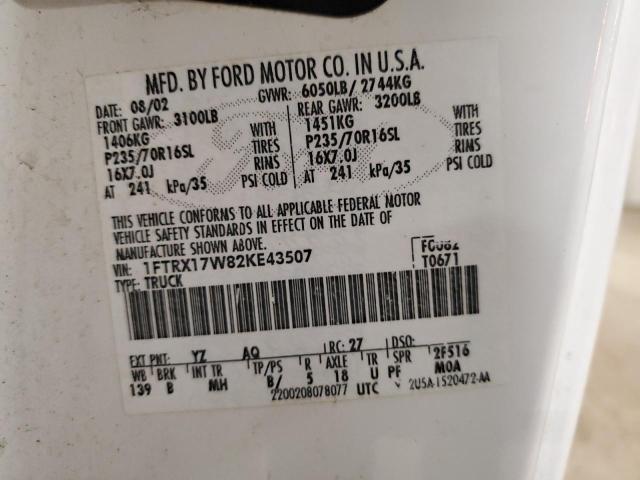 MFD. BY FORD MOTOR CO. IN U.S.A.
DATE: 08/02 GVWR: 6050LB/ 2744KG
FRONT GAWR: 3100LB REAR GAWR: 3200LB
1406KG WITH 1451KG WITH
P235/70R16SL TIRES P235/70R16SL TIRES
16X7.0J RIMS 16X7.0J RIMS
AT 241 kPa/35 PSI COLD AT 241 kPa/35 PSI COLD
THIS VEHICLE CONFORMS TO ALL APPLICABLE FEDERAL MOTOR
VEHICLE SAFETY STANDARDS IN EFFECT ON THE DATE OF
MANUFACTURE SHOWN ABOVE.
VIN: 1FTRX17W82KE43507 F0082
TYPE: TRUCK T0671
EXT PNT: YZ AQ RC: 27 DSO:
WB BRK INT TR TP/PS R AXLE TR SPR 2F516
139 B MH B/ 5 18 U PF MOA
2200208078077 UTC V 2U5A-1520472-AA